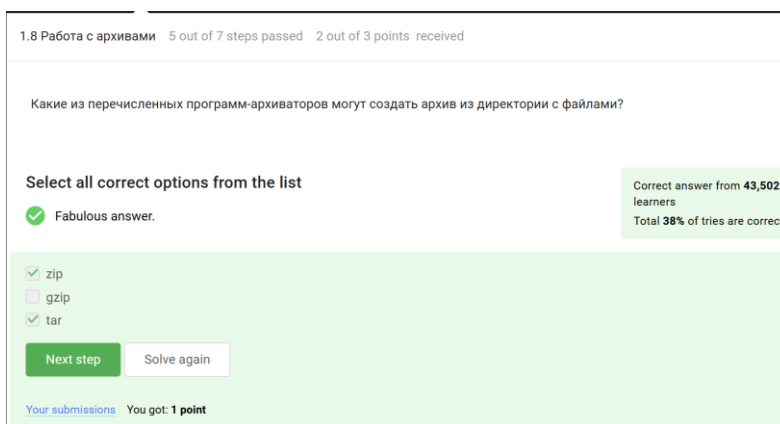 1.8 Работа с архивами 5 out of 7 steps passed 2 out of 3 points received
Какие из перечисленных программ-архиваторов могут создать архив из директории с файлами?
Select all correct options from the list
Fabulous answer.
Correct answer from 43,502
learners
Total 38% of tries are correc
zip
gzip
tar
Next step Solve again
Your submissions You got: 1 point